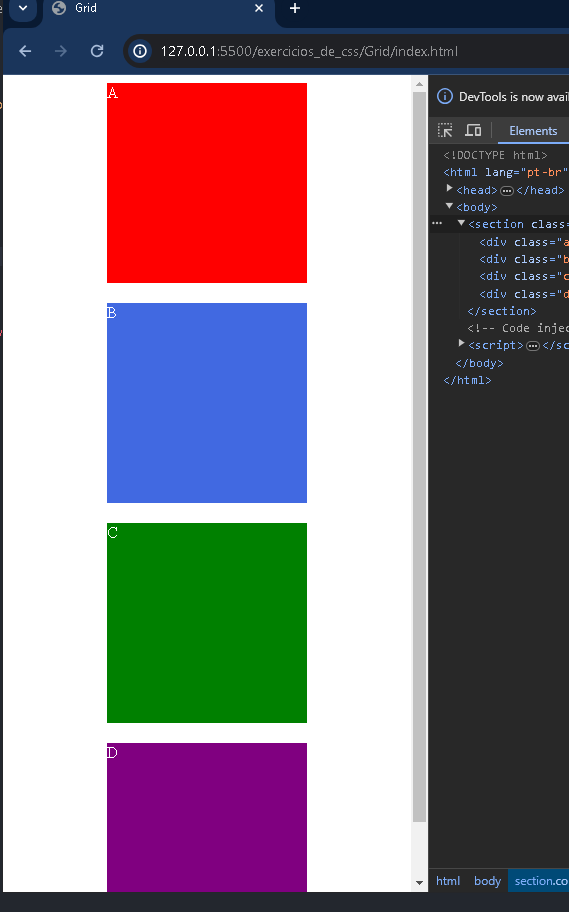 Grid
127.0.0.1:5500/exercicios_de_css/Grid/index.html
DevTools is now avai
Elements
<!DOCTYPE html>
<html lang="pt-br"
<head> </head>
<body>
<section class=
<div class="a
<div class="b
<div class="c
<div class="d
</section>
<!-- Code injec
<script> </sc
</body>
</html>
html body section.co
A
B
C
D